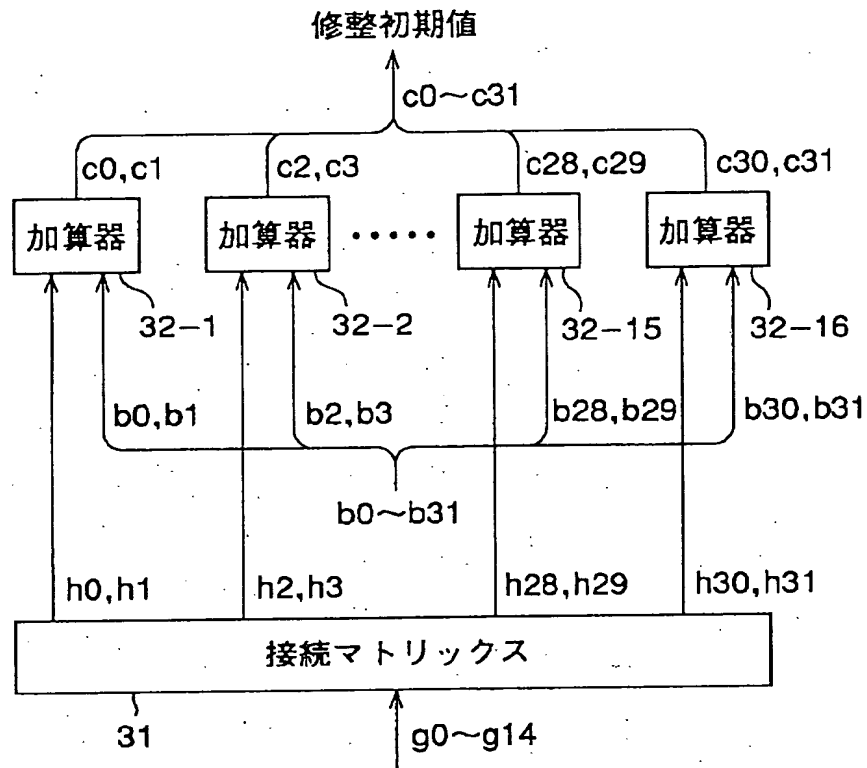 修整初期値
c0～c31
c0,c1
c2,c3
c28,c29
c30,c31
加算器
加算器
・・・・・
加算器
加算器
32-1
32-2
32-15
32-16
b0,b1
b2,b3
b28,b29
b30,b31
b0～b31
h0,h1
h2,h3
h28,h29
h30,h31
接続マトリックス
31
g0～g14